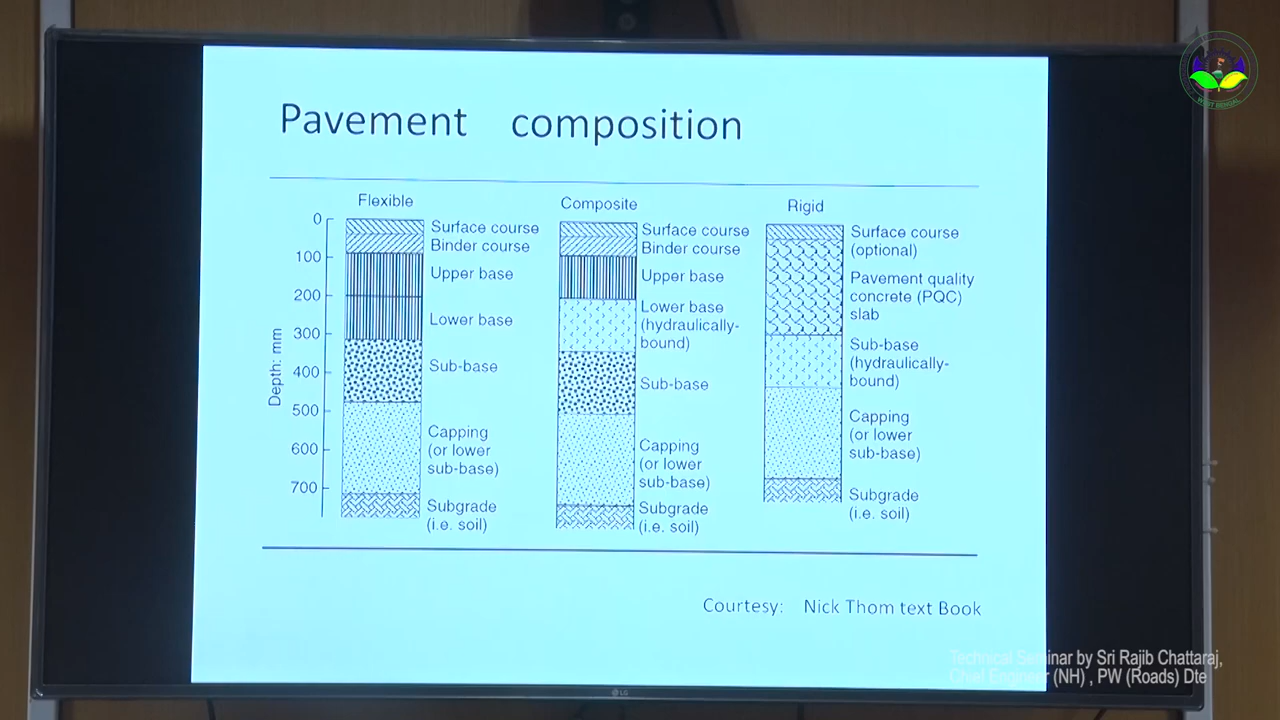 Pavement composition
Flexible
Composite
Rigid
Depth: mm
0
100
200
300
400
500
600
700
Surface course
Binder course
Upper base
Lower base
Sub-base
Capping
(or lower
sub-base)
Subgrade
(i.e. soil)
Surface course
Binder course
Upper base
Lower base
(hydraulically-
bound)
Sub-base
Capping
(or lower
sub-base)
Subgrade
(i.e. soil)
Surface course
(optional)
Pavement quality
concrete (PQC)
slab
Sub-base
(hydraulically-
bound)
Capping
(or lower
sub-base)
Subgrade
(i.e. soil)
Courtesy: Nick Thom text Book
Technical Seminar by Sri Rajib Chattaraj,
Chief Engineer (NH) , PW (Roads) Dte
LG
WEST BENGAL